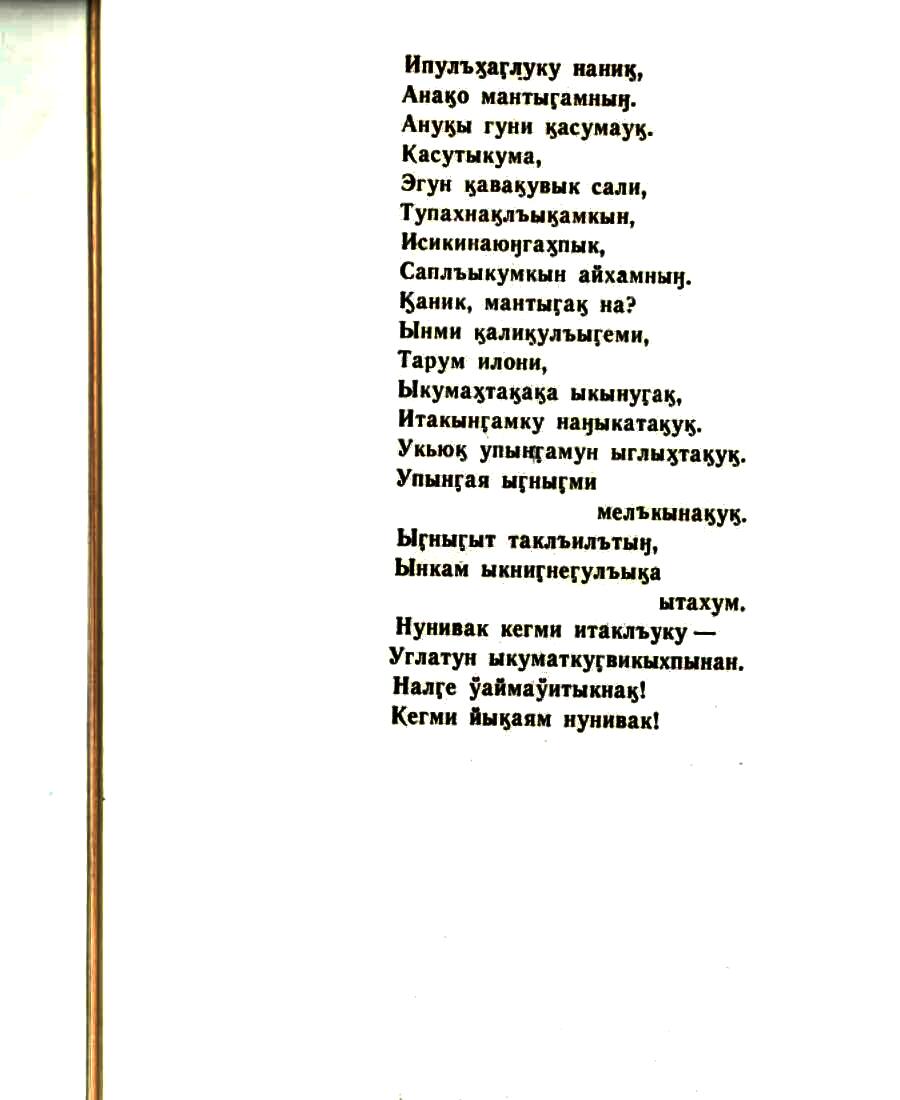 Ипулъӽаӷлуку наниӄ,
Анаӄо мантыӷамныӈ.
Ануӄы гуни ӄасумауӄ.
Касутыкума,
Эгун ӄаваӄувык сали,
Тупахнаӄлъыӄамкын,
Исикинаюӈгаӽпык,
Саплъыкумкын айхамныӈ.
Ӄаник, мантыӷаӄ на?
Ынми ӄалиӄулъыӷеми,
Тарум илони,
Ыкумаӽтаӄаӄа ыкынуӷаӄ,
Итакынӷамку наӈыкатаӄуӄ.
Укьюӄ упынӷамун ыглыӽтаӄуӄ.
Упынӷая ыӷныӷми
мелъкынаӄуӄ.
Ыӷныӷыт таклъилътыӈ,
Ынкам ыкниӷнеӷулъыӄа
ытахум.
Нунивак кегми итаклъуку —
Углатун ыкуматкуӷвикыхпынан.
Налӷе ўаймаўитыкнаӄ!
Кегми йыӄаям нунивак!